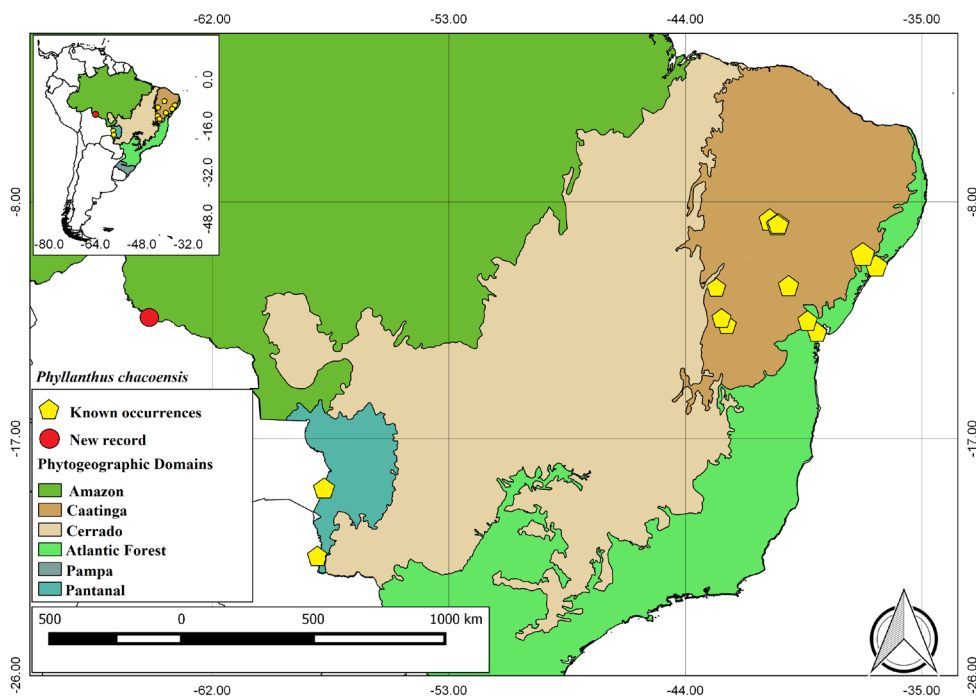 -62.00 -53.00 -44.00 -35.00
0.0
-16.0
-32.0
-48.0
-80.0 -64.0 -48.0 -32.0
-8.00 -8.00
Phyllanthus chacoensis
Known occurrences
New record
Phytogeographic Domains
Amazon
Caatinga
Cerrado
Atlantic Forest
Pampa
Pantanal
-17.00 -17.00
500 0 500 1000 km
-26.00 -26.00
-62.00 -53.00 -44.00 -35.00